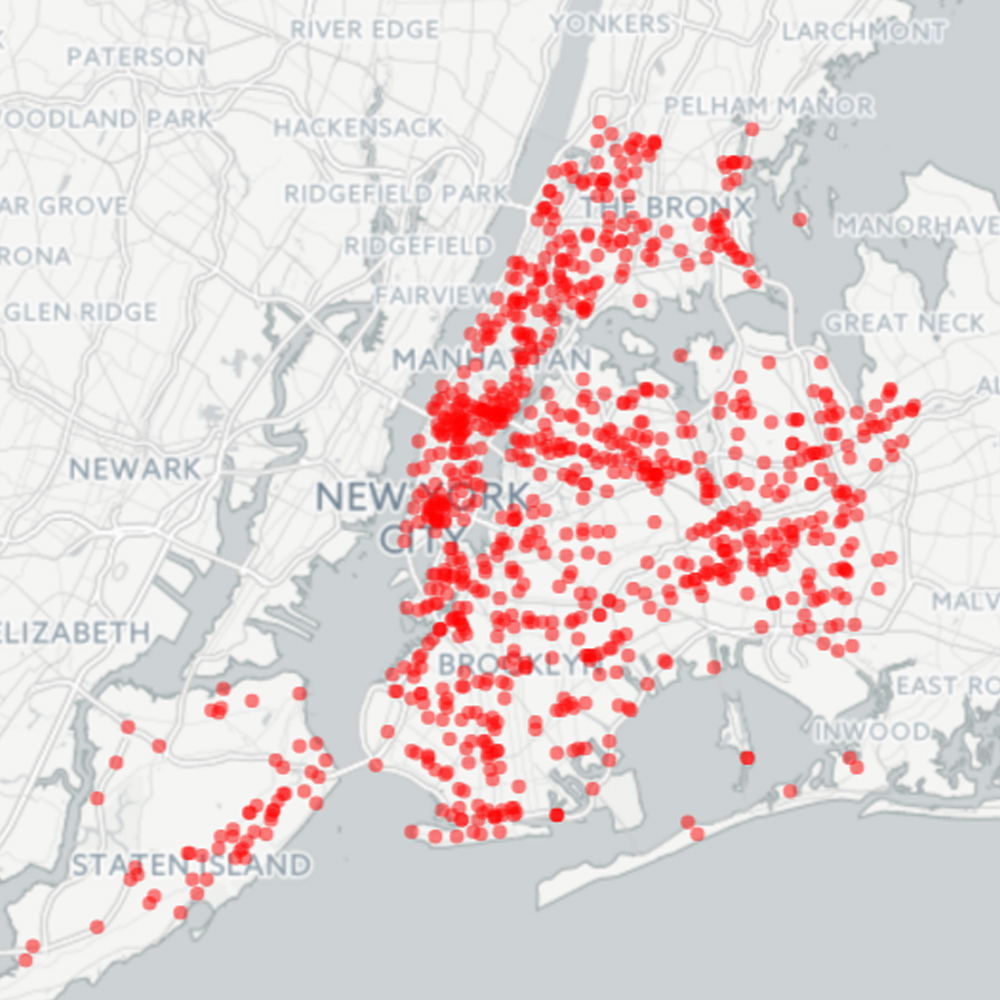 RIVER EDGE
YONKERS
LARCHMONT
PATERSON
PELHAM MANOR
OODLAND PARK
HACKENSACK
RIDGEFIELD PARK
AR GROVE
THE BRONX
MANORHAVE
RIDGEFIELD
RONA
FAIRVIEW
GLEN RIDGE
GREAT NECK
MANHATTAN
AL
NEWARK
NEW YORK
CITY
MALV
ELIZABETH
BROOKLYN
EAST RO
INWOOD
STATEN ISLAND